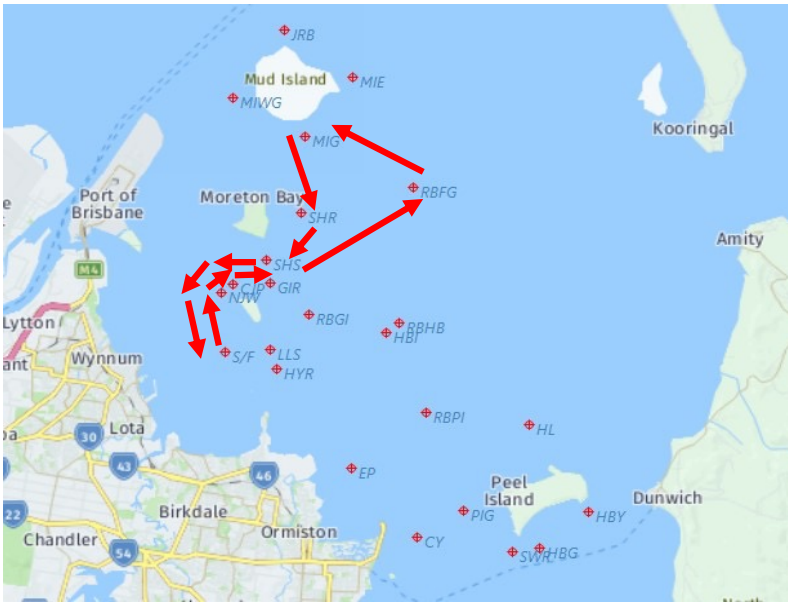 JRB
Mud Island
MIE
MIWG
Kooringal
MIG
Port of
Brisbane
Moreton Bay
RBFG
SHR
Amity
M4
SHS
C/P
GIR
NJW
Lytton
RBGI
RBHB
HBI
Wynnum
S/F
LLS
HYR
RBPI
HL
30
Lota
43
46
EP
Peel
Island
Dunwich
22
Birkdale
PIG
HBY
Chandler
54
Ormiston
CY
SWR
HBG